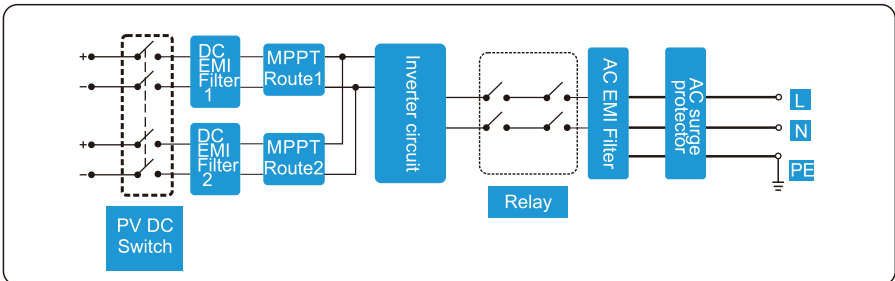 +
DC
EMI
Filter
1
MPPT
Route1
−
+
DC
EMI
Filter
2
MPPT
Route2
−
Inverter circuit
AC EMI Filter
AC surge
protector
L
N
PE
Relay
PV DC
Switch